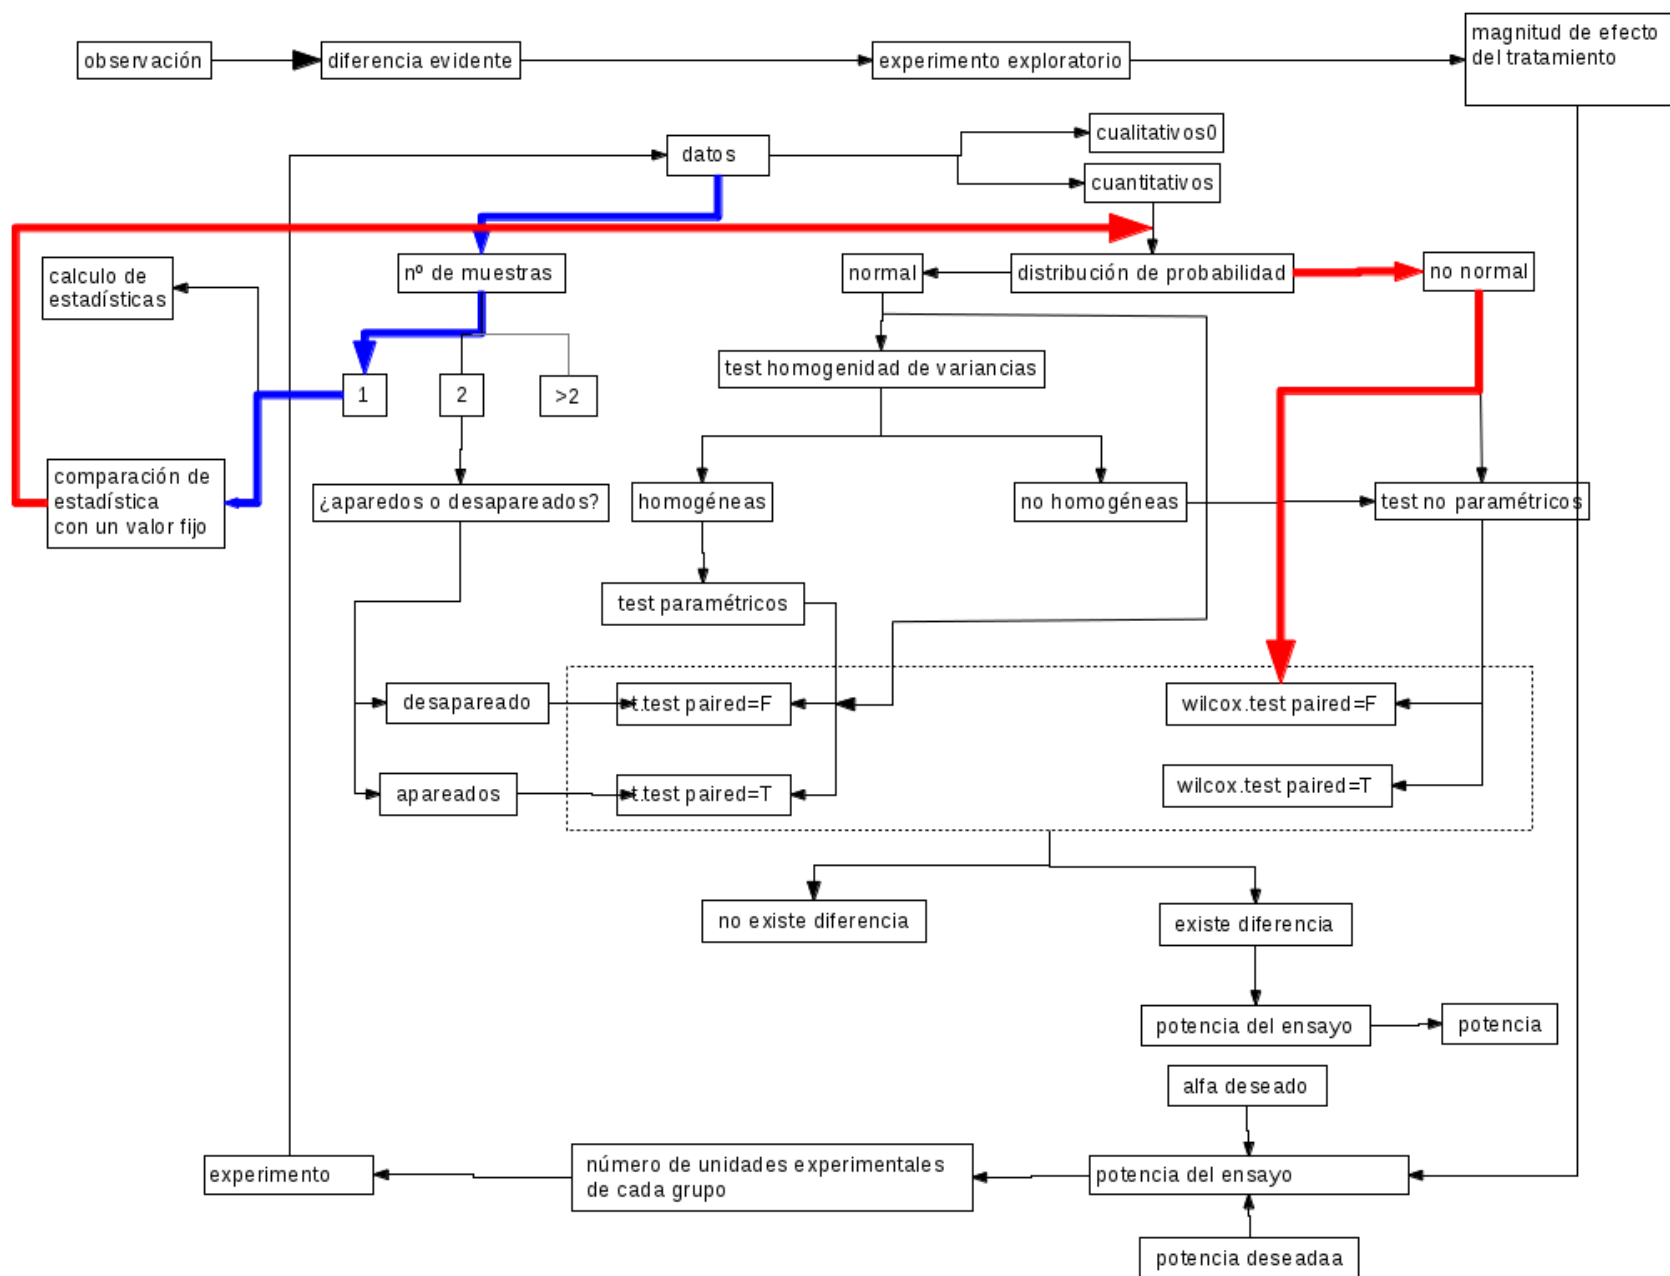 observación
diferencia evidente
experimento exploratorio
magnitud de efecto
del tratamiento
datos
cualitativos0
cuantitativos
calculo de
estadísticas
nº de muestras
normal
distribución de probabilidad
no normal
test homogenidad de variancias
1
2
>2
comparación de
estadística
con un valor fijo
¿aparedos o desapareados?
homogéneas
no homogéneas
test no paramétricos
test paramétricos
desapareado
t.test paired=F
wilcox.test paired=F
apareados
t.test paired=T
wilcox.test paired=T
no existe diferencia
existe diferencia
potencia del ensayo
potencia
alfa deseado
experimento
número de unidades experimentales
de cada grupo
potencia del ensayo
potencia deseadaa